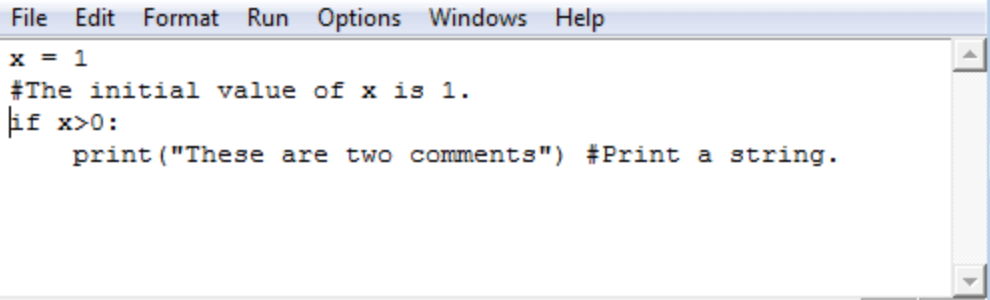 File Edit Format Run Options Windows Help
x = 1
#The initial value of x is 1.
if x>0:
    print("These are two comments") #Print a string.